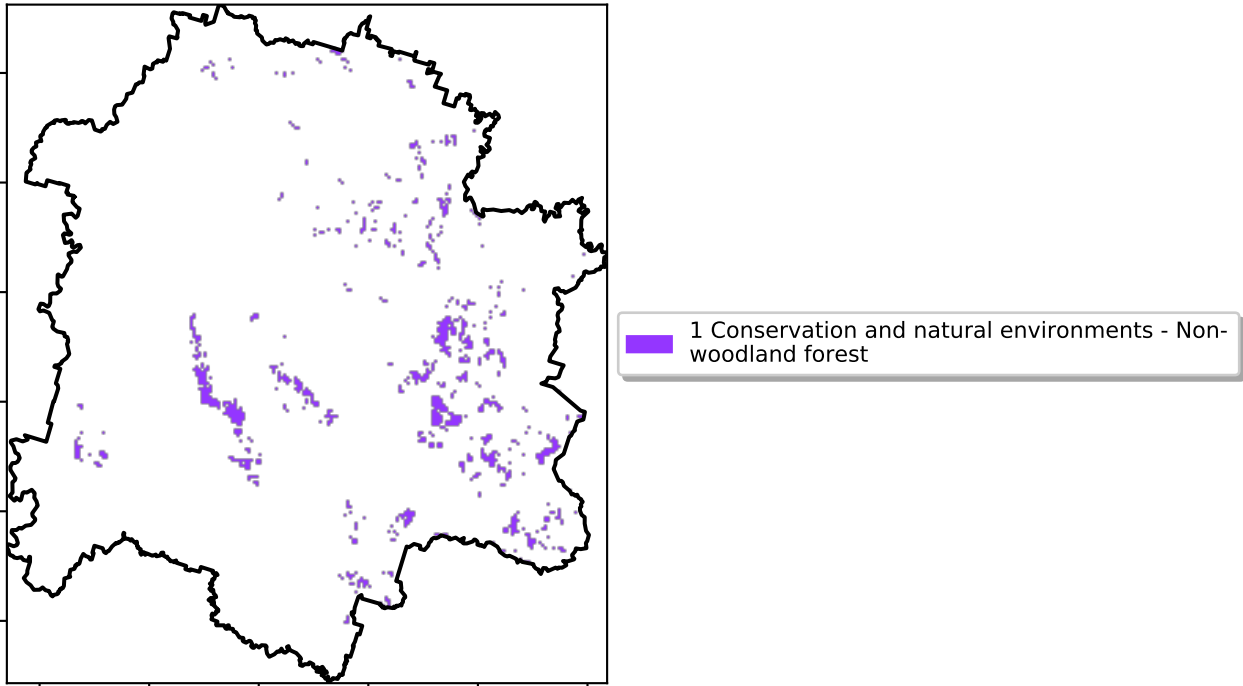 1 Conservation and natural environments - Non-
woodland forest